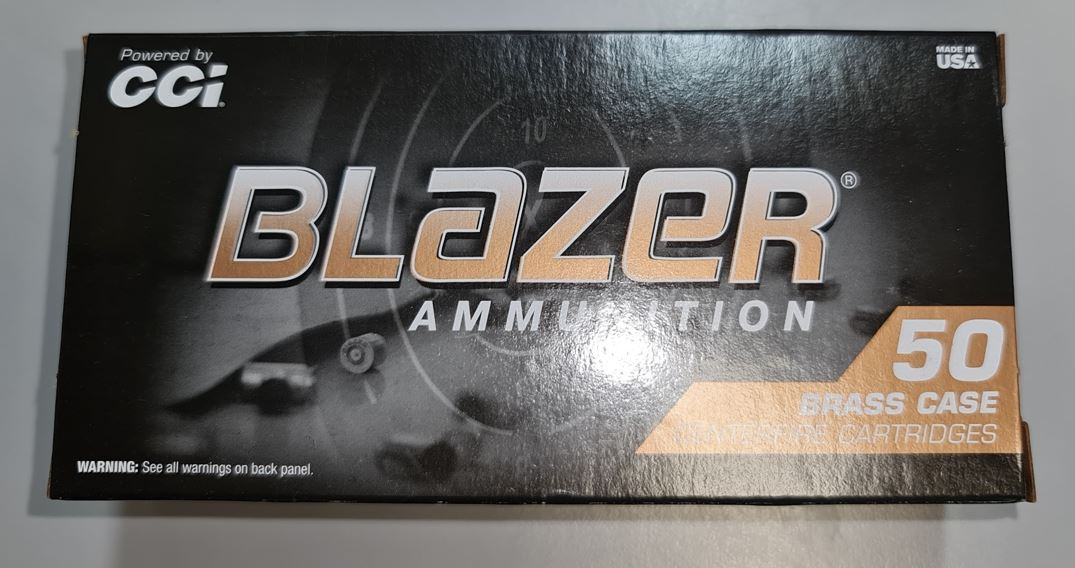 Powered by
CCI
MADE IN
USA
10
BLazeR®
AMMUNITION
50
BRASS CASE
CENTERFIRE CARTRIDGES
WARNING: See all warnings on back panel.